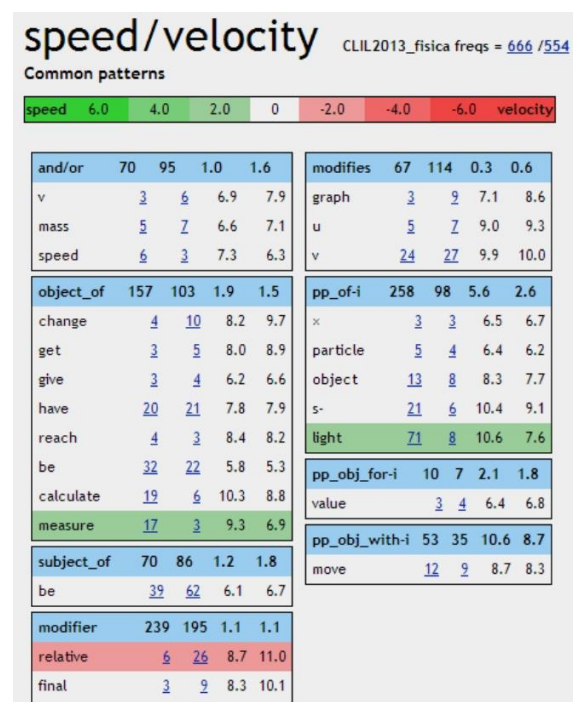 speed/velocity CLIL2013_fisica freqs = 666 /554
Common patterns
speed 6.0 4.0 2.0 0 -2.0 -4.0 -6.0 velocity
and/or 70 95 1.0 1.6
v 3 6 6.9 7.9
mass 5 7 6.6 7.1
speed 6 3 7.3 6.3
object_of 157 103 1.9 1.5
change 4 10 8.2 9.7
get 3 5 8.0 8.9
give 3 4 6.2 6.6
have 20 21 7.8 7.9
reach 4 3 8.4 8.2
be 32 22 5.8 5.3
calculate 19 6 10.3 8.8
measure 17 3 9.3 6.9
subject_of 70 86 1.2 1.8
be 39 62 6.1 6.7
modifier 239 195 1.1 1.1
relative 6 26 8.7 11.0
final 3 9 8.3 10.1
modifies 67 114 0.3 0.6
graph 3 9 7.1 8.6
u 5 7 9.0 9.3
v 24 27 9.9 10.0
pp_of-i 258 98 5.6 2.6
× 3 3 6.5 6.7
particle 5 4 6.4 6.2
object 13 8 8.3 7.7
s- 21 6 10.4 9.1
light 71 8 10.6 7.6
pp_obj_for-i 10 7 2.1 1.8
value 3 4 6.4 6.8
pp_obj_with-i 53 35 10.6 8.7
move 12 9 8.7 8.3